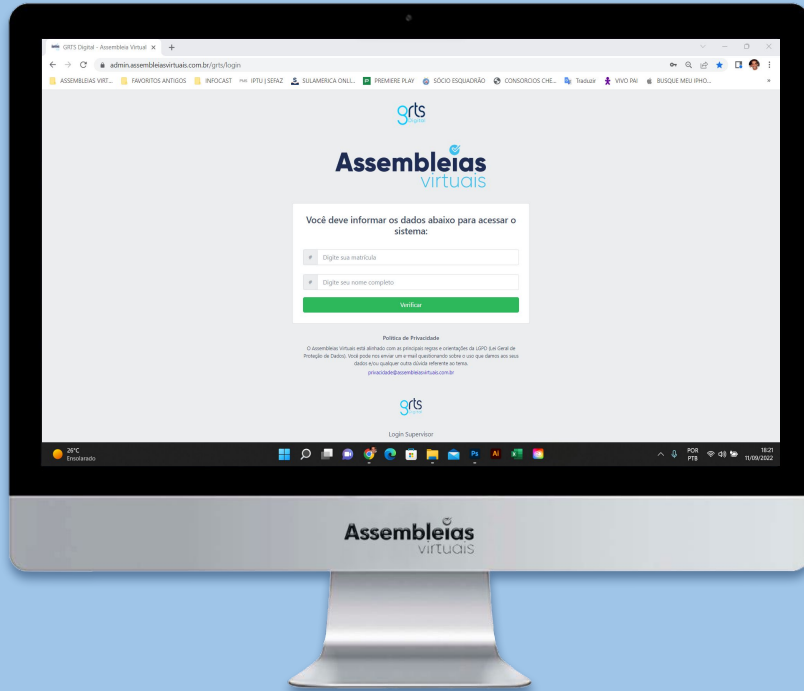 GRTS Digital - Assembleia Virtual
admin.assembleiasvirtuais.com.br/grts/login
ASSEMBLEIAS VIRT... FAVORITOS ANTIGOS INFOCAST IPTU | SEFAZ SULAMERICA ONLI... PREMIERE PLAY SÓCIO ESQUADRÃO CONSORCIOS CHE... Traduzir VIVO PAI BUSQUE MEU IPHO... »
grts
Digital
Assembleias
virtuais
Você deve informar os dados abaixo para acessar o
sistema:
# Digite sua matrícula
# Digite seu nome completo
Verificar
Política de Privacidade
O Assembleias Virtuais está alinhado com as principais regras e orientações da LGPD (Lei Geral de
Proteção de Dados). Você pode nos enviar um e-mail questionando sobre o uso que damos aos seus
dados e/ou qualquer outra dúvida referente ao tema.
privacidade@assembleiasvirtuais.com.br
grts
Digital
Login Supervisor
26°C
Ensolarado
Ps Ai
POR
PTB
18:21
11/09/2022
Assembleias
virtuais